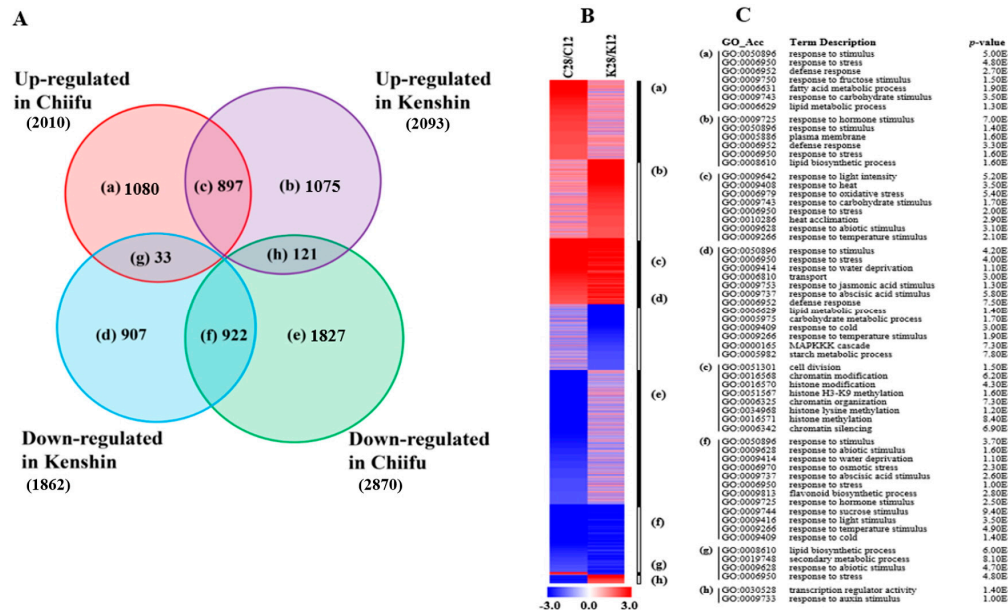 A
Up-regulated
in Chiifu
(2010)
Up-regulated
in Kenshin
(2093)
(a) 1080
(c) 897
(b) 1075
(g) 33
(h) 121
(d) 907
(f) 922
(e) 1827
Down-regulated
in Kenshin
(1862)
Down-regulated
in Chiifu
(2870)
B
C28/C12
K28/K12
(a)
(b)
(c)
(d)
(e)
(f)
(g)
(h)
-3.0 0.0 3.0
C
GO_Acc Term Description p-value
(a) GO:0050896 response to stimulus 5.00E
GO:0006950 response to stress 4.80E
GO:0006952 defense response 2.70E
GO:0009750 response to fructose stimulus 1.50E
GO:0006631 fatty acid metabolic process 1.90E
GO:0009743 response to carbohydrate stimulus 3.50E
GO:0006629 lipid metabolic process 1.30E
(b) GO:0009725 response to hormone stimulus 7.00E
GO:0050896 response to stimulus 1.40E
GO:0005886 plasma membrane 1.60E
GO:0006952 defense response 3.30E
GO:0006950 response to stress 1.60E
GO:0008610 lipid biosynthetic process 1.60E
(c) GO:0009642 response to light intensity 5.20E
GO:0009408 response to heat 3.50E
GO:0006979 response to oxidative stress 5.40E
GO:0009743 response to carbohydrate stimulus 1.70E
GO:0006950 response to stress 2.00E
GO:0010286 heat acclimation 2.90E
GO:0009628 response to abiotic stimulus 3.10E
GO:0009266 response to temperature stimulus 2.10E
(d) GO:0050896 response to stimulus 4.20E
GO:0006950 response to stress 4.00E
GO:0009414 response to water deprivation 1.10E
GO:0006810 transport 3.00E
GO:0009753 response to jasmonic acid stimulus 1.30E
GO:0009737 response to abscisic acid stimulus 5.80E
GO:0006952 defense response 7.50E
GO:0006629 lipid metabolic process 1.40E
GO:0005975 carbohydrate metabolic process 1.70E
GO:0009409 response to cold 3.00E
GO:0009266 response to temperature stimulus 1.90E
GO:0000165 MAPKKK cascade 7.30E
GO:0005982 starch metabolic process 7.80E
(e) GO:0051301 cell division 1.50E
GO:0016568 chromatin modification 6.20E
GO:0016570 histone modification 4.30E
GO:0051567 histone H3-K9 methylation 1.60E
GO:0006325 chromatin organization 7.30E
GO:0034968 histone lysine methylation 1.20E
GO:0016571 histone methylation 8.40E
GO:0006342 chromatin silencing 6.90E
(f) GO:0050896 response to stimulus 3.70E
GO:0009628 response to abiotic stimulus 1.60E
GO:0009414 response to water deprivation 1.10E
GO:0006970 response to osmotic stress 2.30E
GO:0009737 response to abscisic acid stimulus 2.60E
GO:0006950 response to stress 1.00E
GO:0009813 flavonoid biosynthetic process 2.80E
GO:0009725 response to hormone stimulus 2.50E
GO:0009744 response to sucrose stimulus 9.40E
GO:0009416 response to light stimulus 3.50E
GO:0009266 response to temperature stimulus 4.90E
GO:0009409 response to cold 1.40E
(g) GO:0008610 lipid biosynthetic process 6.00E
GO:0019748 secondary metabolic process 8.10E
GO:0009628 response to abiotic stimulus 4.70E
GO:0006950 response to stress 4.80E
(h) GO:0030528 transcription regulator activity 1.40E
GO:0009733 response to auxin stimulus 1.00E